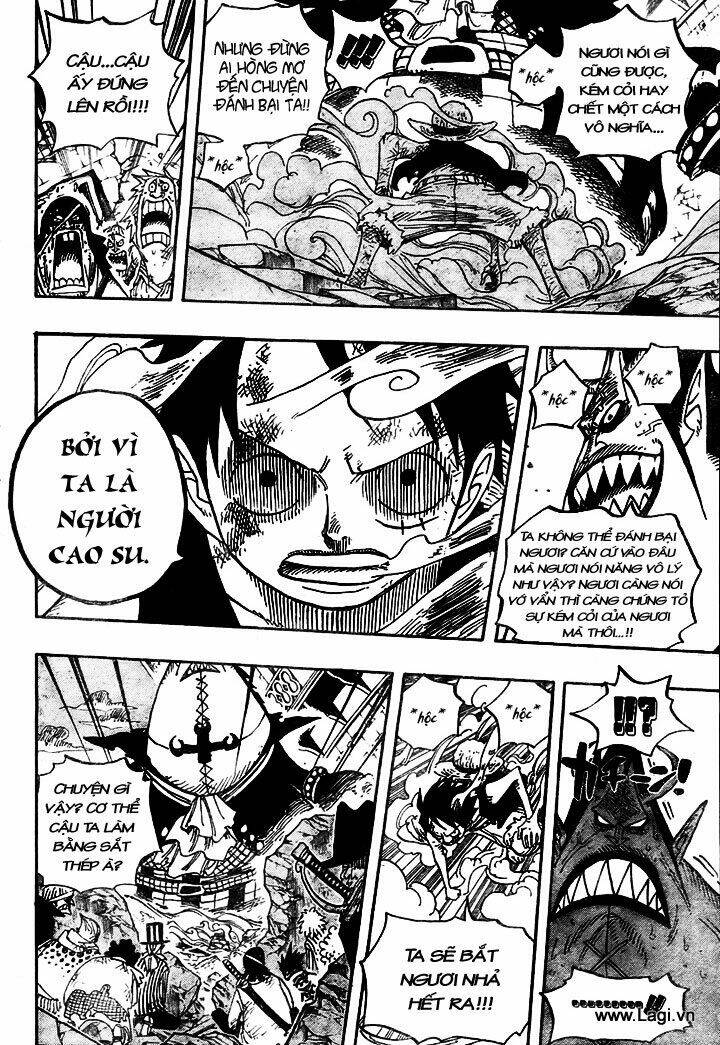 NGƯƠI NÓI GÌ
CŨNG ĐƯỢC,
KÉM CỎI HAY
CHẾT MỘT CÁCH
VÔ NGHĨA...
*hộc*
!!!
NHƯNG ĐỪNG
AI HÒNG MƠ
ĐẾN CHUYỆN
ĐÁNH BẠI TA!!
*hộc*
CẬU...CẬU
ẤY ĐỨNG
LÊN RỒI!!!!
*hộc*
*hộc*
TA KHÔNG THỂ ĐÁNH BẠI
NGƯƠI? CĂN CỨ VÀO ĐÂU
MÀ NGƯƠI NÓI NĂNG VÔ LÝ
NHƯ VẬY? NGƯƠI CÀNG NÓI
VỚ VẨN THÌ CÀNG CHỨNG TỎ
SỰ KÉM CỎI CỦA NGƯƠI
MÀ THÔI...!!
BỞI VÌ
TA LÀ
NGƯỜI
CAO SU.
!!!?
ガチーン!
............!!
*hộc*
*hộc*
TA SẼ BẮT
NGƯƠI NHẢ
HẾT RA!!!
CHUYỆN GÌ
VẬY? CƠ THỂ
CẬU TA LÀM
BẰNG SẮT
THÉP À?
www.Lagi.vn